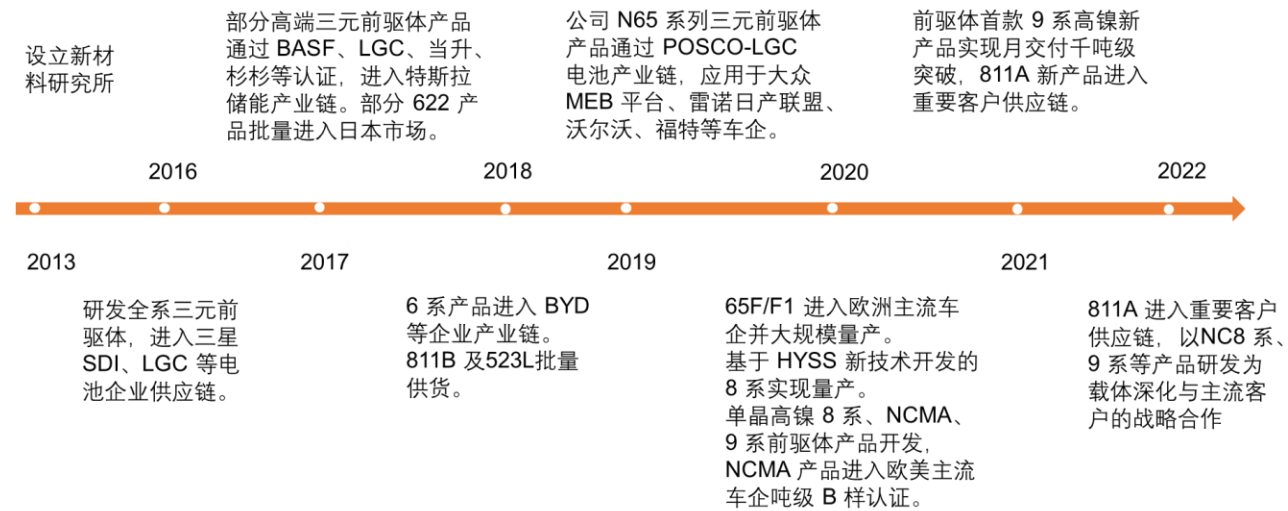 设立新材
料研究所
部分高端三元前驱体产品
通过 BASF、LGC、当升、
杉杉等认证，进入特斯拉
储能产业链。部分 622 产
品批量进入日本市场。
公司 N65 系列三元前驱体
产品通过 POSCO-LGC
电池产业链，应用于大众
MEB 平台、雷诺日产联盟、
沃尔沃、福特等车企。
前驱体首款 9 系高镍新
产品实现月交付千吨级
突破，811A 新产品进入
重要客户供应链。
2016
2018
2020
2022
2013
2017
2019
2021
研发全系三元前
驱体，进入三星
SDI、LGC 等电
池企业供应链。
6 系产品进入 BYD
等企业产业链。
811B 及523L批量
供货。
65F/F1 进入欧洲主流车
企并大规模量产。
基于 HYSS 新技术开发的
8 系实现量产。
单晶高镍 8 系、NCMA、
9 系前驱体产品开发，
NCMA 产品进入欧美主流
车企吨级 B 样认证。
811A 进入重要客户
供应链，以NC8 系、
9 系等产品研发为
载体深化与主流客
户的战略合作